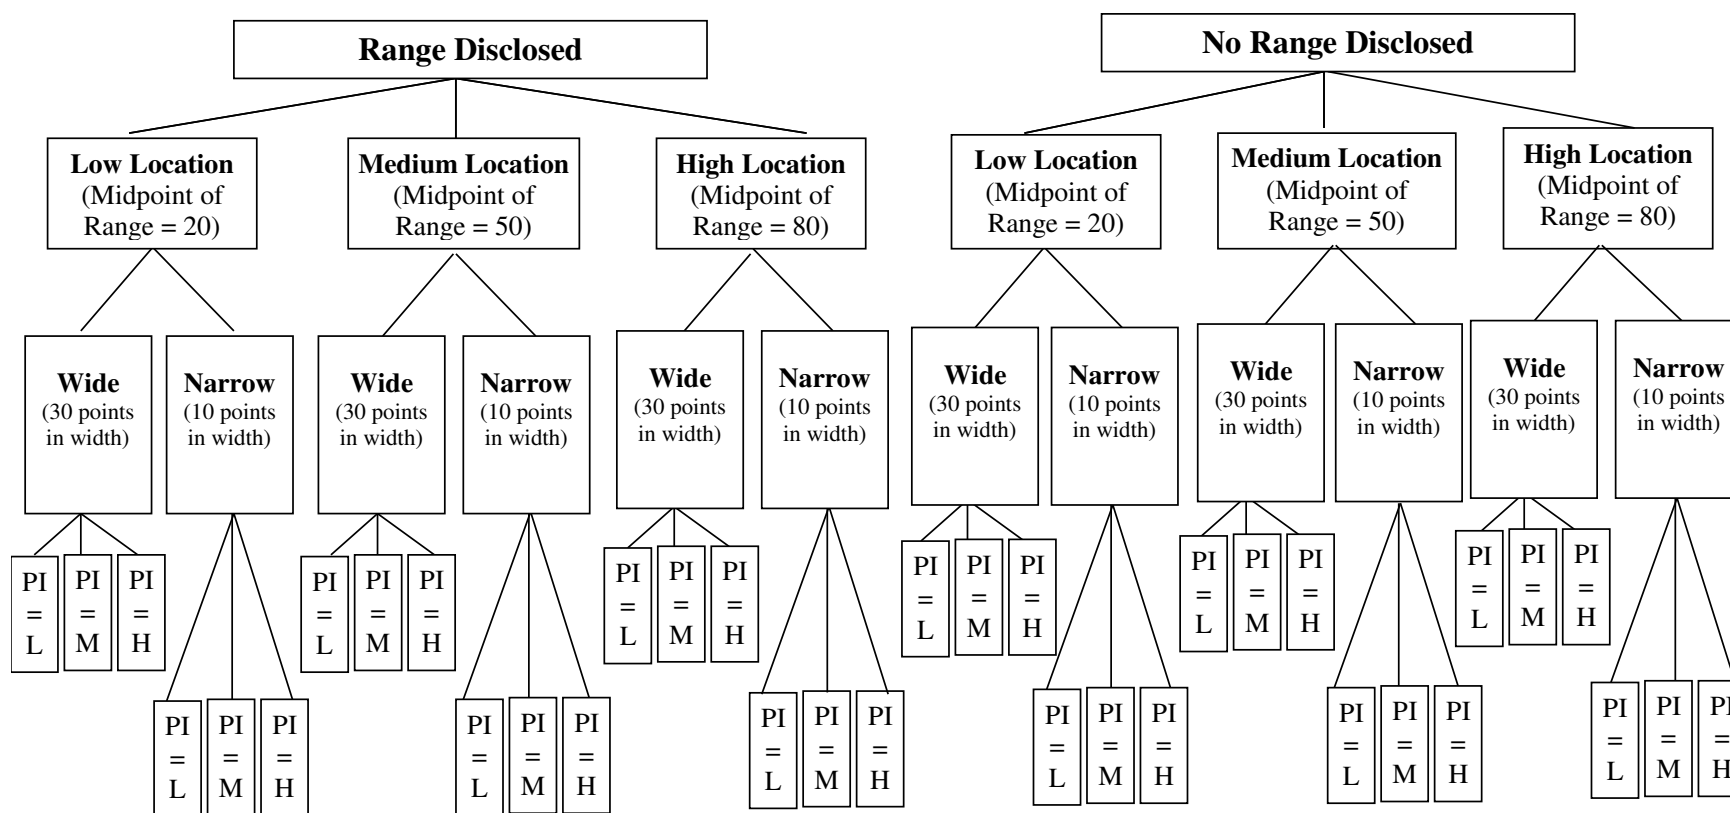 Range Disclosed
No Range Disclosed
Low Location
(Midpoint of
Range = 20)
Medium Location
(Midpoint of
Range = 50)
High Location
(Midpoint of
Range = 80)
Low Location
(Midpoint of
Range = 20)
Medium Location
(Midpoint of
Range = 50)
High Location
(Midpoint of
Range = 80)
Wide
(30 points
in width)
Narrow
(10 points
in width)
Wide
(30 points
in width)
Narrow
(10 points
in width)
Wide
(30 points
in width)
Narrow
(10 points
in width)
Wide
(30 points
in width)
Narrow
(10 points
in width)
Wide
(30 points
in width)
Narrow
(10 points
in width)
Wide
(30 points
in width)
Narrow
(10 points
in width)
PI
=
L
PI
=
M
PI
=
H
PI
=
L
PI
=
M
PI
=
H
PI
=
L
PI
=
M
PI
=
H
PI
=
L
PI
=
M
PI
=
H
PI
=
L
PI
=
M
PI
=
H
PI
=
L
PI
=
M
PI
=
H
PI
=
L
PI
=
M
PI
=
H
PI
=
L
PI
=
M
PI
=
H
PI
=
L
PI
=
M
PI
=
H
PI
=
L
PI
=
M
PI
=
H
PI
=
L
PI
=
M
PI
=
H
PI
=
L
PI
=
M
PI
=
H